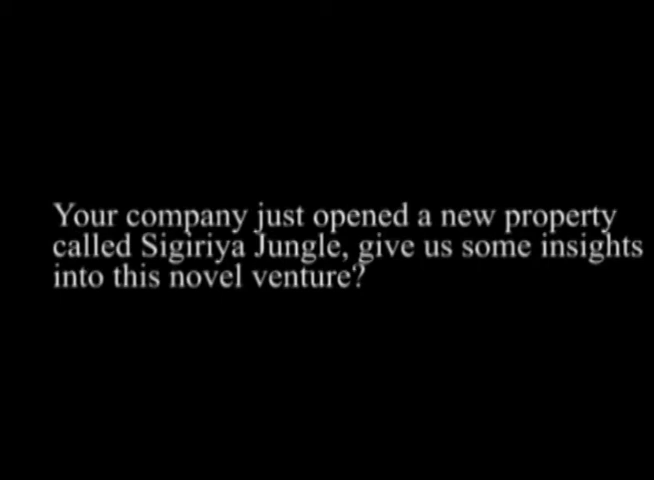 Your company just opened a new property
called Sigiriya Jungle, give us some insights
into this novel venture?